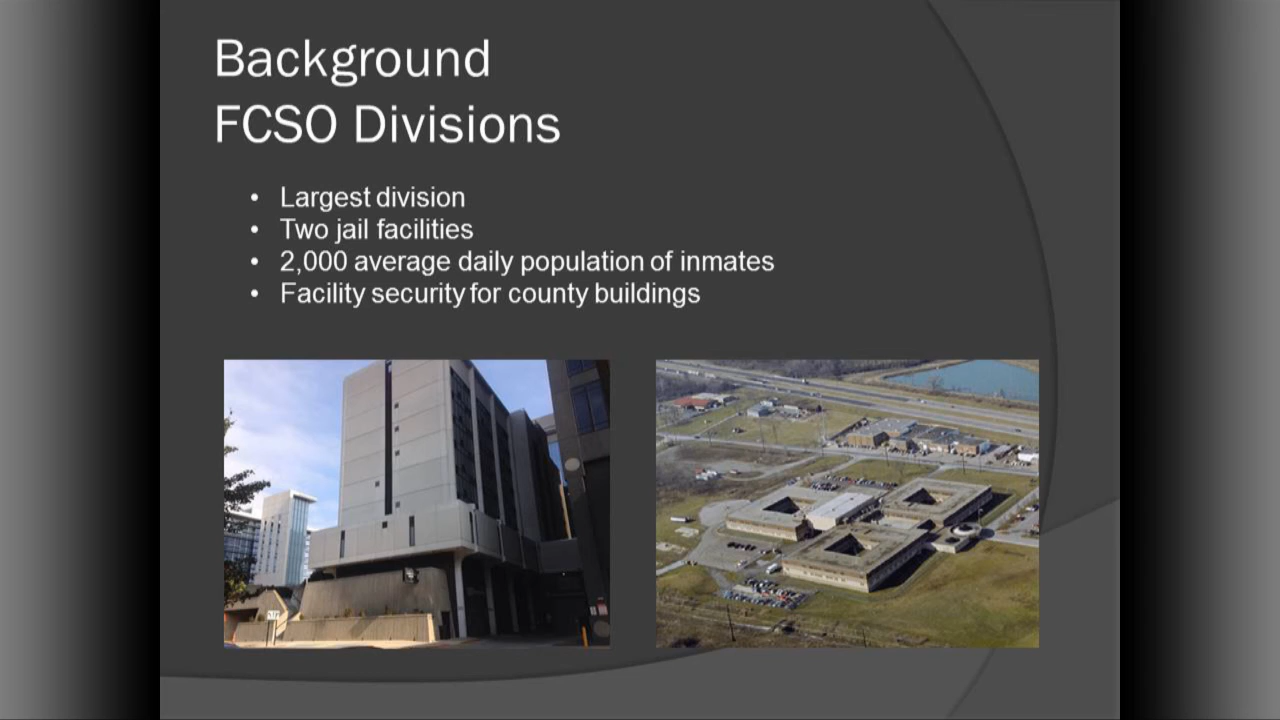 Background
FCSO Divisions
• Largest division
• Two jail facilities
• 2,000 average daily population of inmates
• Facility security for county buildings